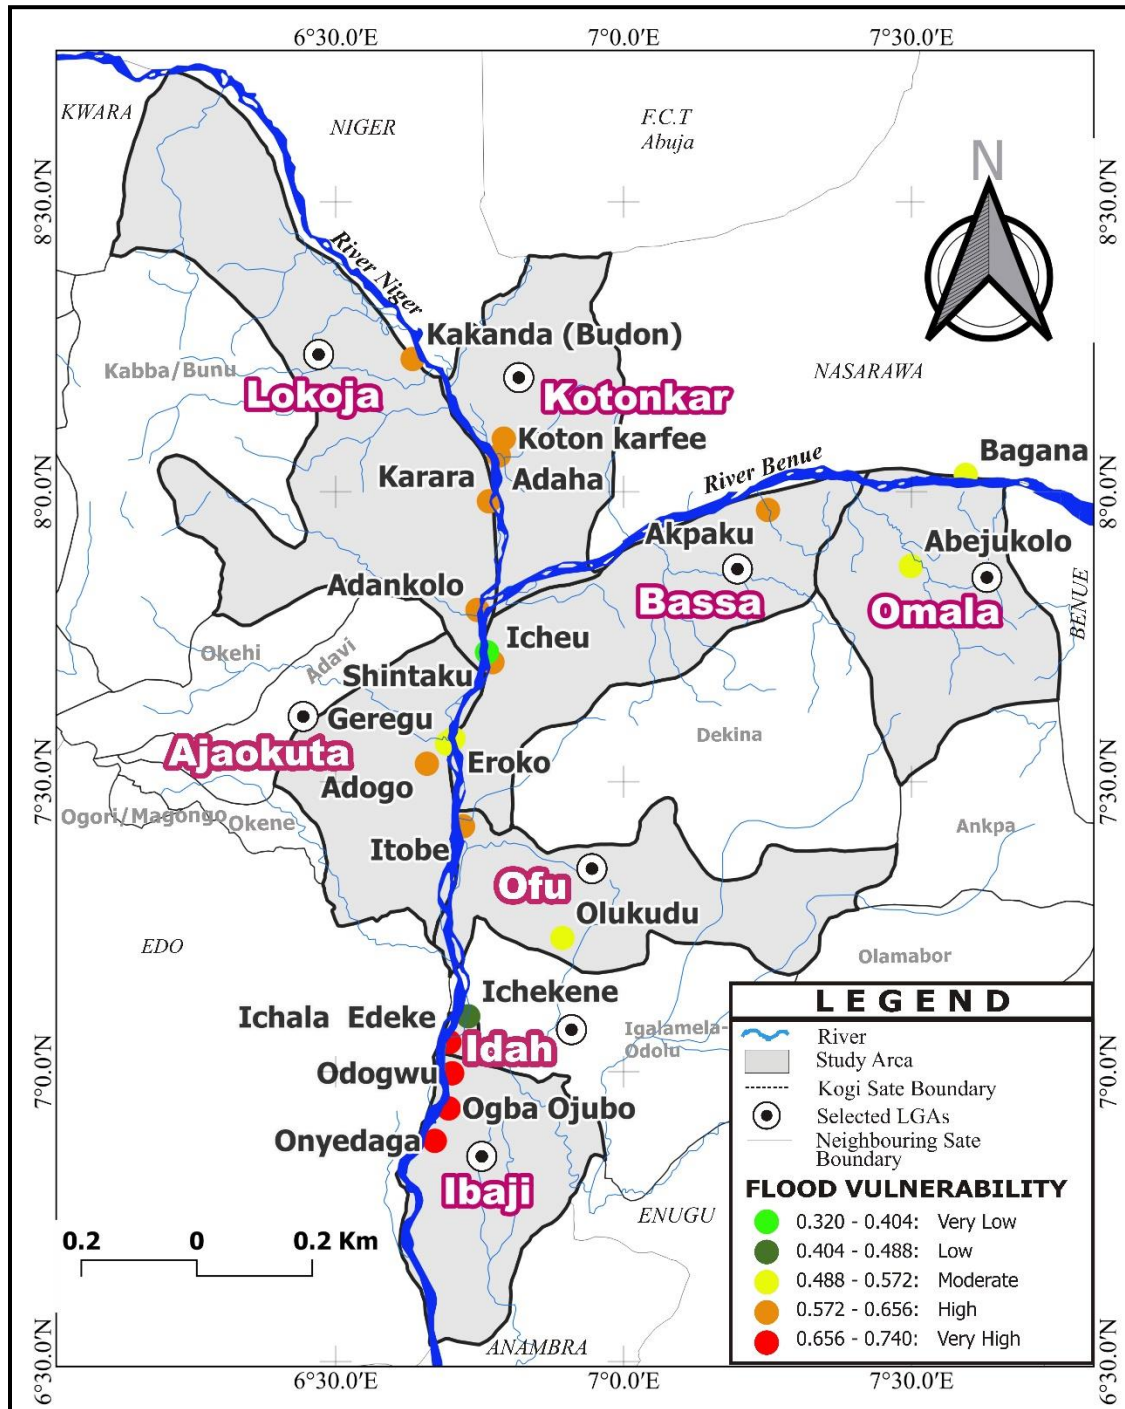 6°30.0'E
7°0.0'E
7°30.0'E
KWARA
NIGER
F.C.T
Abuja
N
8°30.0'N
8°30.0'N
River Niger
Kakanda (Budon)
Kabba/Bunu
Lokoja
Kotonkar
NASARAWA
Koton karfee
Karara
Adaha
River Benue
Bagana
8°0.0'N
8°0.0'N
Akpaku
Abejukolo
Adankolo
Bassa
Omala
BENUE
Icheu
Okehi
Adavi
Shintaku
Geregu
Ajaokuta
Eroko
Dekina
Adogo
7°30.0'N
7°30.0'N
Ogori/Magongo
Okene
Itobe
Ankpa
Ofu
Olukudu
EDO
Olamabor
Ichekene
Ichala Edeke
Idah
Igalamela-
Odolu
Odogwu
7°0.0'N
7°0.0'N
Ogba Ojubo
Onyedaga
Ibaji
ENUGU
ANAMBRA
0.2 0 0.2 Km
LEGEND
River
Study Area
Kogi Sate Boundary
Selected LGAs
Neighbouring Sate
Boundary
FLOOD VULNERABILITY
0.320 - 0.404: Very Low
0.404 - 0.488: Low
0.488 - 0.572: Moderate
0.572 - 0.656: High
0.656 - 0.740: Very High
6°30.0'N
6°30.0'N
6°30.0'E
7°0.0'E
7°30.0'E